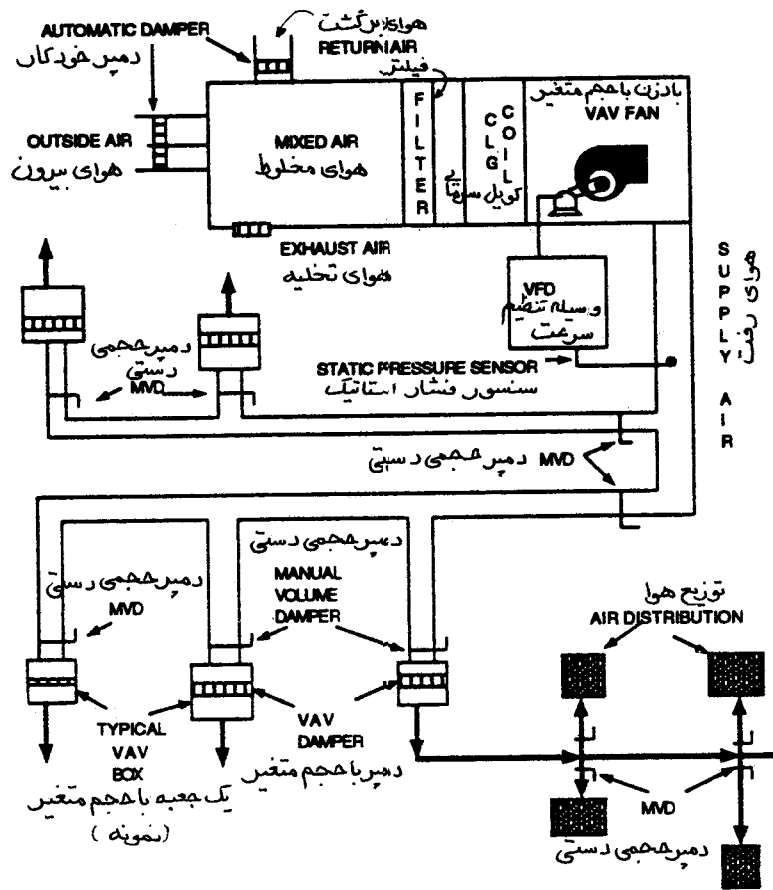 AUTOMATIC DAMPER
دمپر خودکار
هوای برگشت
RETURN AIR
فیلتر
OUTSIDE AIR
هوای بیرون
MIXED AIR
هوای مخلوط
FILTER
CLG
COIL
کویل سرمایی
بادزن با حجم متغیر
VAV FAN
EXHAUST AIR
هوای تخلیه
VFD
وسیله تنظیم
سرعت
SUPPLY AIR
هوای رفت
دمپر حجمی
دستی
MVD
STATIC PRESSURE SENSOR
سنسور فشار استاتیک
دمپر حجمی دستی MVD
دمپر حجمی دستی
MVD
دمپر حجمی دستی
MANUAL
VOLUME
DAMPER
توزیع هوا
AIR DISTRIBUTION
TYPICAL
VAV
BOX
یک جعبه با حجم متغیر
(نمونه)
VAV
DAMPER
دمپر با حجم متغیر
MVD
دمپر حجمی دستی